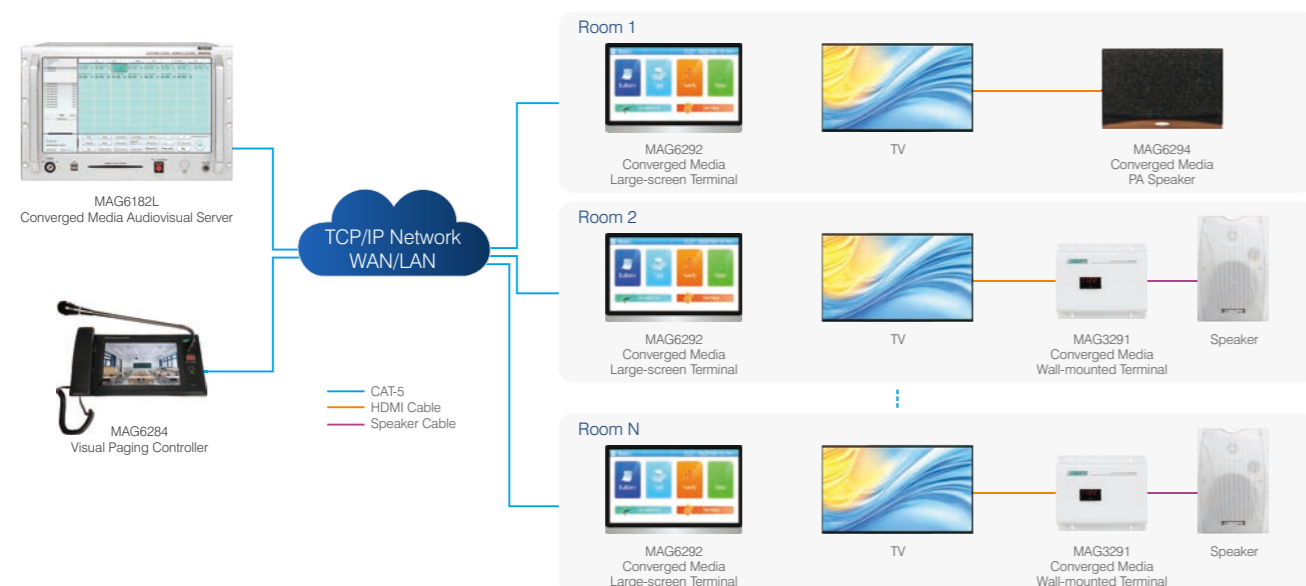 Room 1
MAG6182L
Converged Media Audiovisual Server
MAG6292
Converged Media
Large-screen Terminal
TV
MAG6294
Converged Media
PA Speaker
TCP/IP Network
WAN/LAN
Room 2
MAG6292
Converged Media
Large-screen Terminal
TV
MAG3291
Converged Media
Wall-mounted Terminal
Speaker
MAG6284
Visual Paging Controller
CAT-5
HDMI Cable
Speaker Cable
Room N
MAG6292
Converged Media
Large-screen Terminal
TV
MAG3291
Converged Media
Wall-mounted Terminal
Speaker